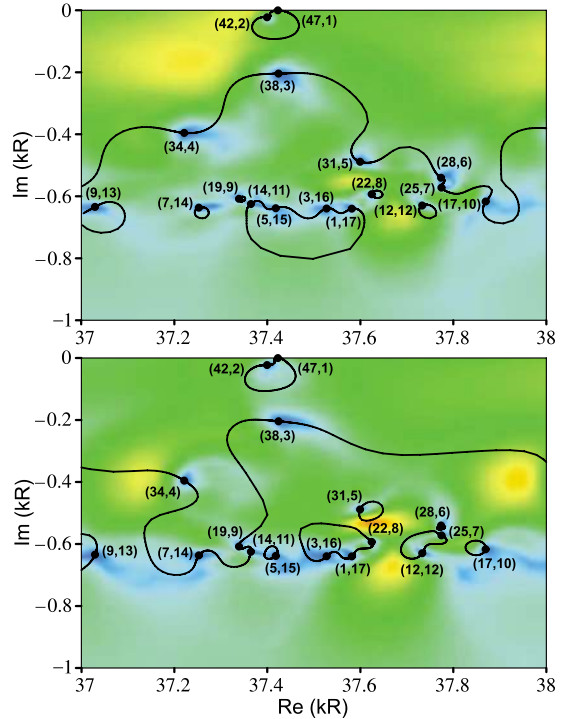 0
(42,2) (47,1)
−0.2
(38,3)
Im (kR)
−0.4
(34,4)
(31,5) (28,6)
(19,9) (22,8) (25,7)
(9,13) (7,14) (14,11) (3,16)
−0.6
(5,15) (1,17) (12,12) (17,10)
−0.8
−1
37 37.2 37.4 37.6 37.8 38
0
(42,2) (47,1)
−0.2
(38,3)
Im (kR)
−0.4
(34,4)
(31,5) (28,6)
(19,9) (22,8) (25,7)
(9,13) (7,14) (14,11) (3,16)
−0.6
(5,15) (1,17) (12,12) (17,10)
−0.8
−1
37 37.2 37.4 37.6 37.8 38
Re (kR)